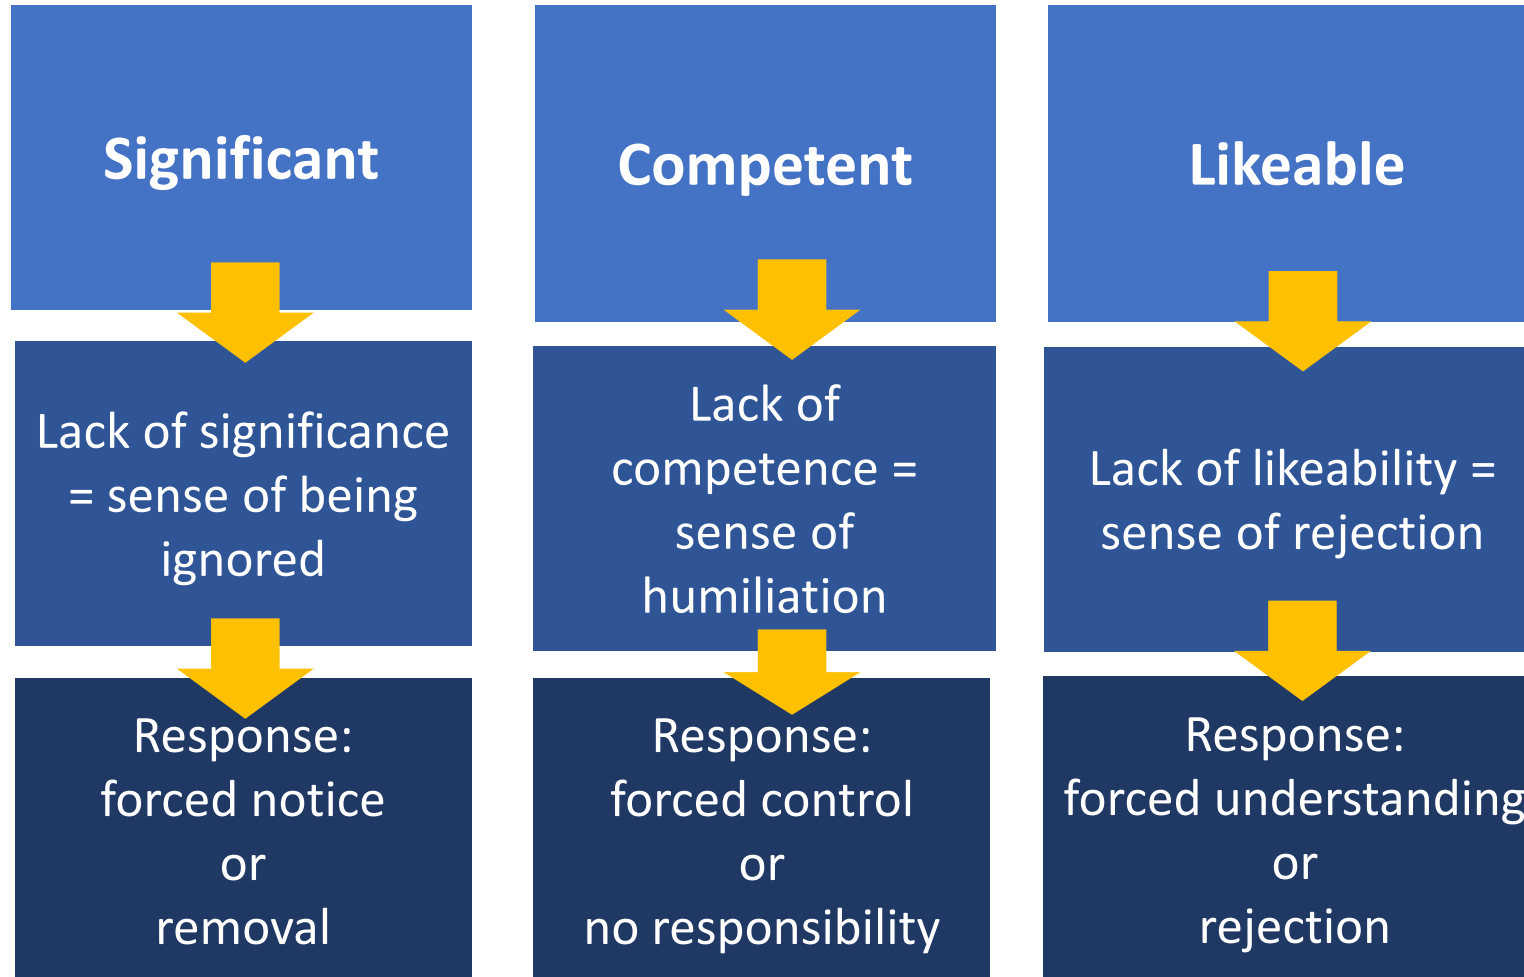 Significant
Lack of significance
= sense of being
ignored
Response:
forced notice
or
removal
Competent
Lack of
competence =
sense of
humiliation
Response:
forced control
or
no responsibility
Likeable
Lack of likeability =
sense of rejection
Response:
forced understanding
or
rejection